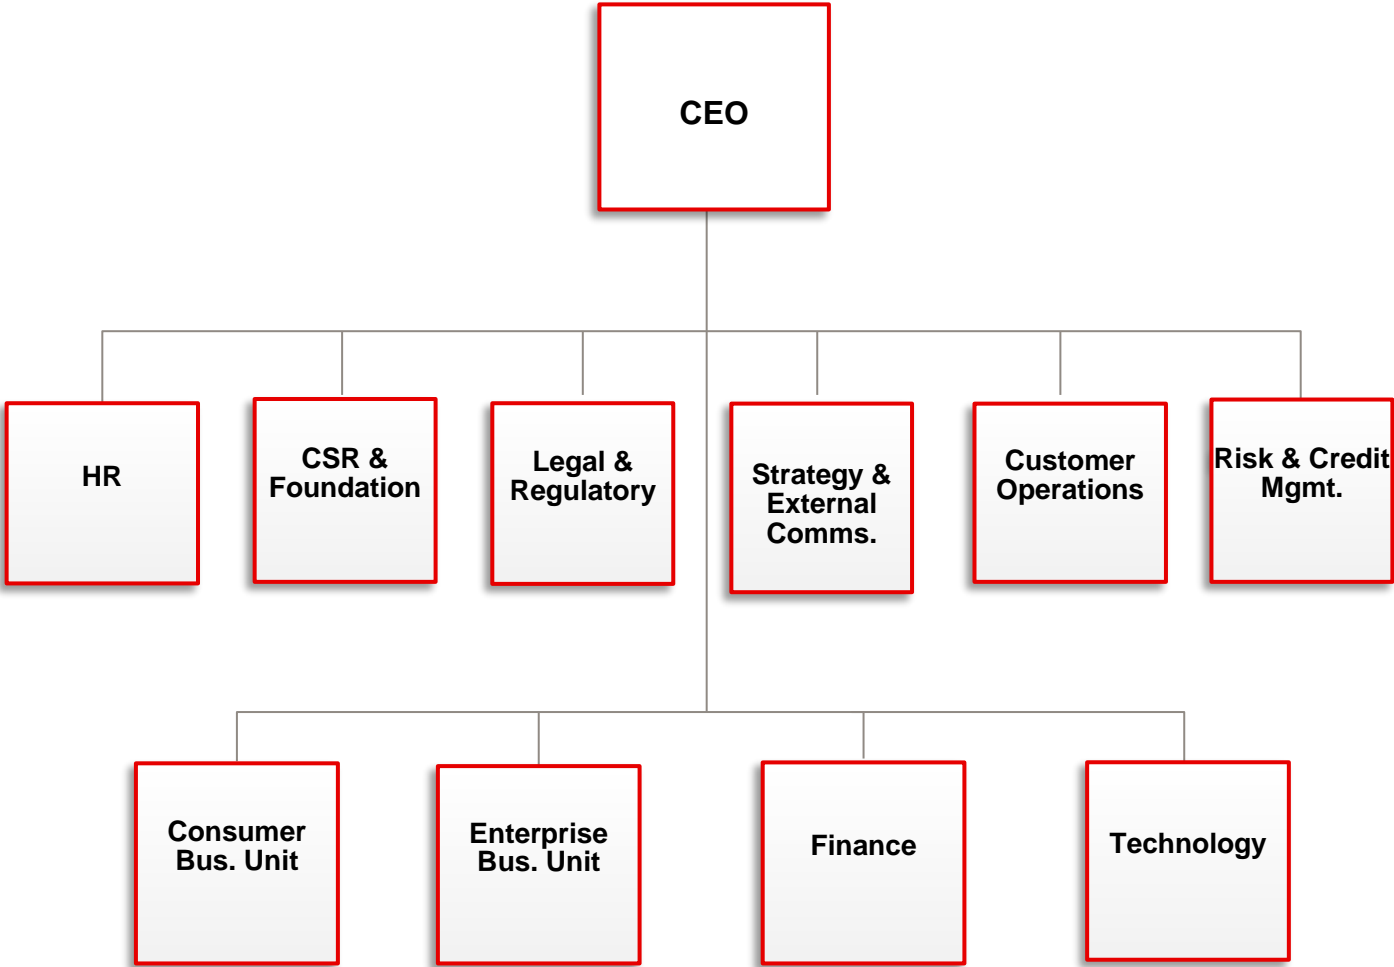 CEO
HR
CSR &
Foundation
Legal &
Regulatory
Strategy &
External
Comms.
Customer
Operations
Risk & Credit
Mgmt.
Consumer
Bus. Unit
Enterprise
Bus. Unit
Finance
Technology